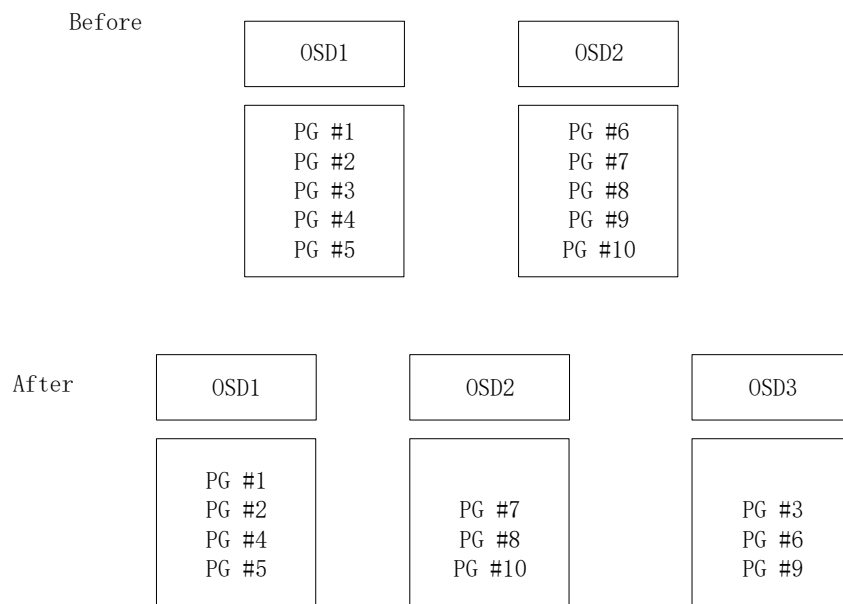 Before
OSD1
OSD2
PG #1
PG #2
PG #3
PG #4
PG #5
PG #6
PG #7
PG #8
PG #9
PG #10
After
OSD1
OSD2
OSD3
PG #1
PG #2
PG #4
PG #5
PG #7
PG #8
PG #10
PG #3
PG #6
PG #9